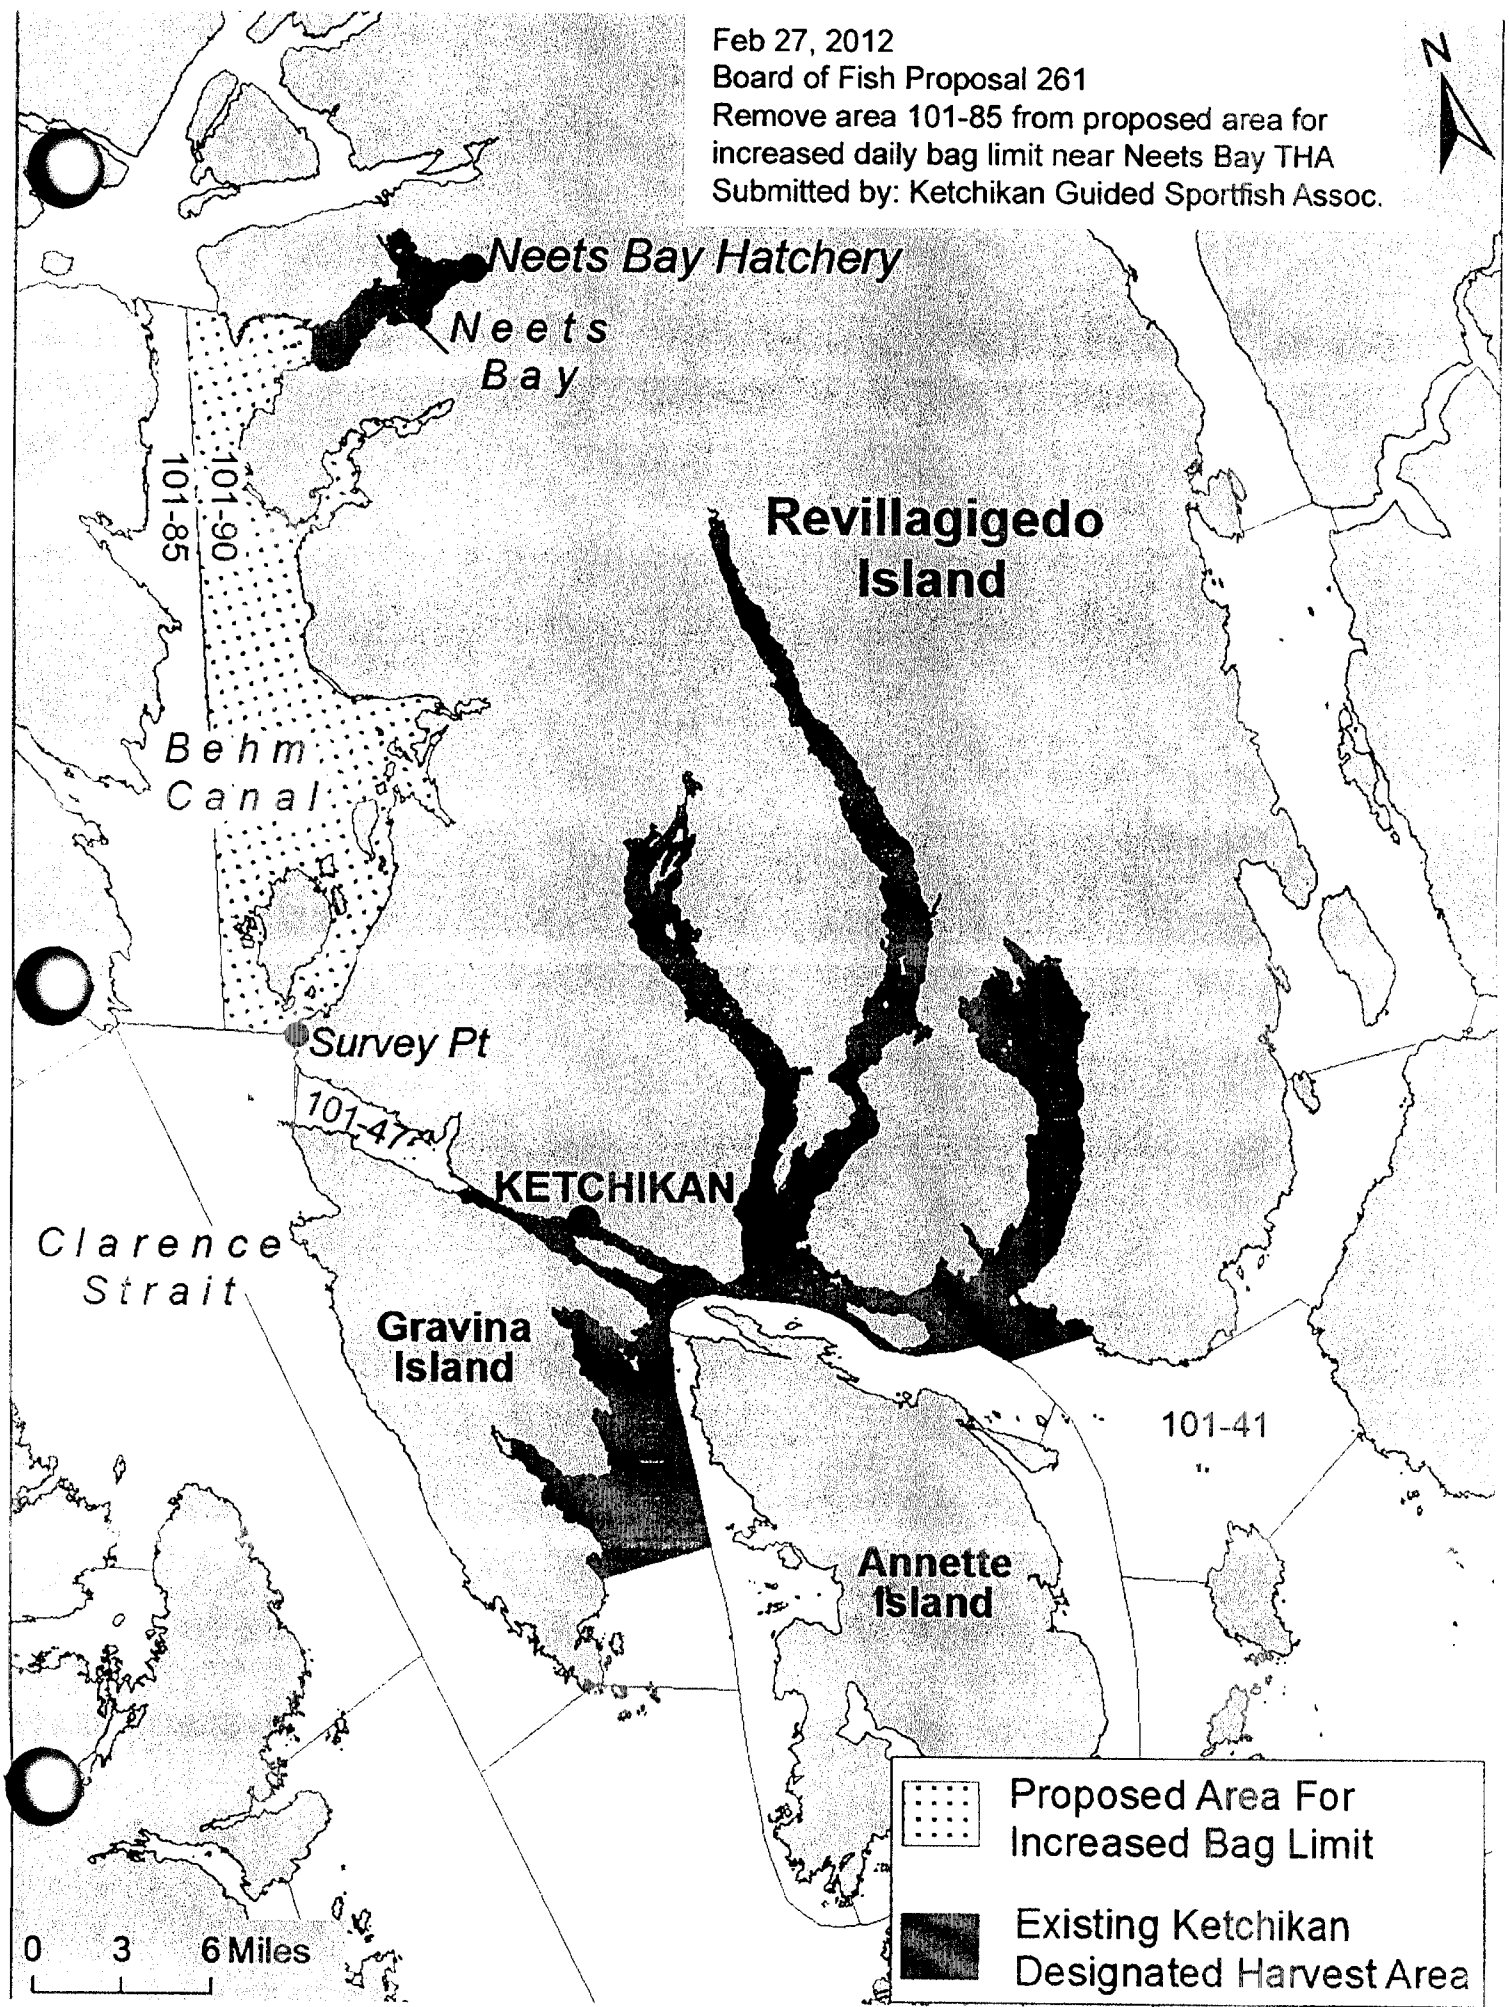 Feb 27, 2012
Board of Fish Proposal 261
Remove area 101-85 from proposed area for
increased daily bag limit near Neets Bay THA
Submitted by: Ketchikan Guided Sportfish Assoc.
N
Neets Bay Hatchery
Neets
Bay
101-85
101-90
Revillagigedo
Island
Behm
Canal
Survey Pt
101-47
KETCHIKAN
Clarence
Strait
Gravina
Island
101-41
Annette
Island
Proposed Area For
Increased Bag Limit
Existing Ketchikan
Designated Harvest Area
0 3 6 Miles